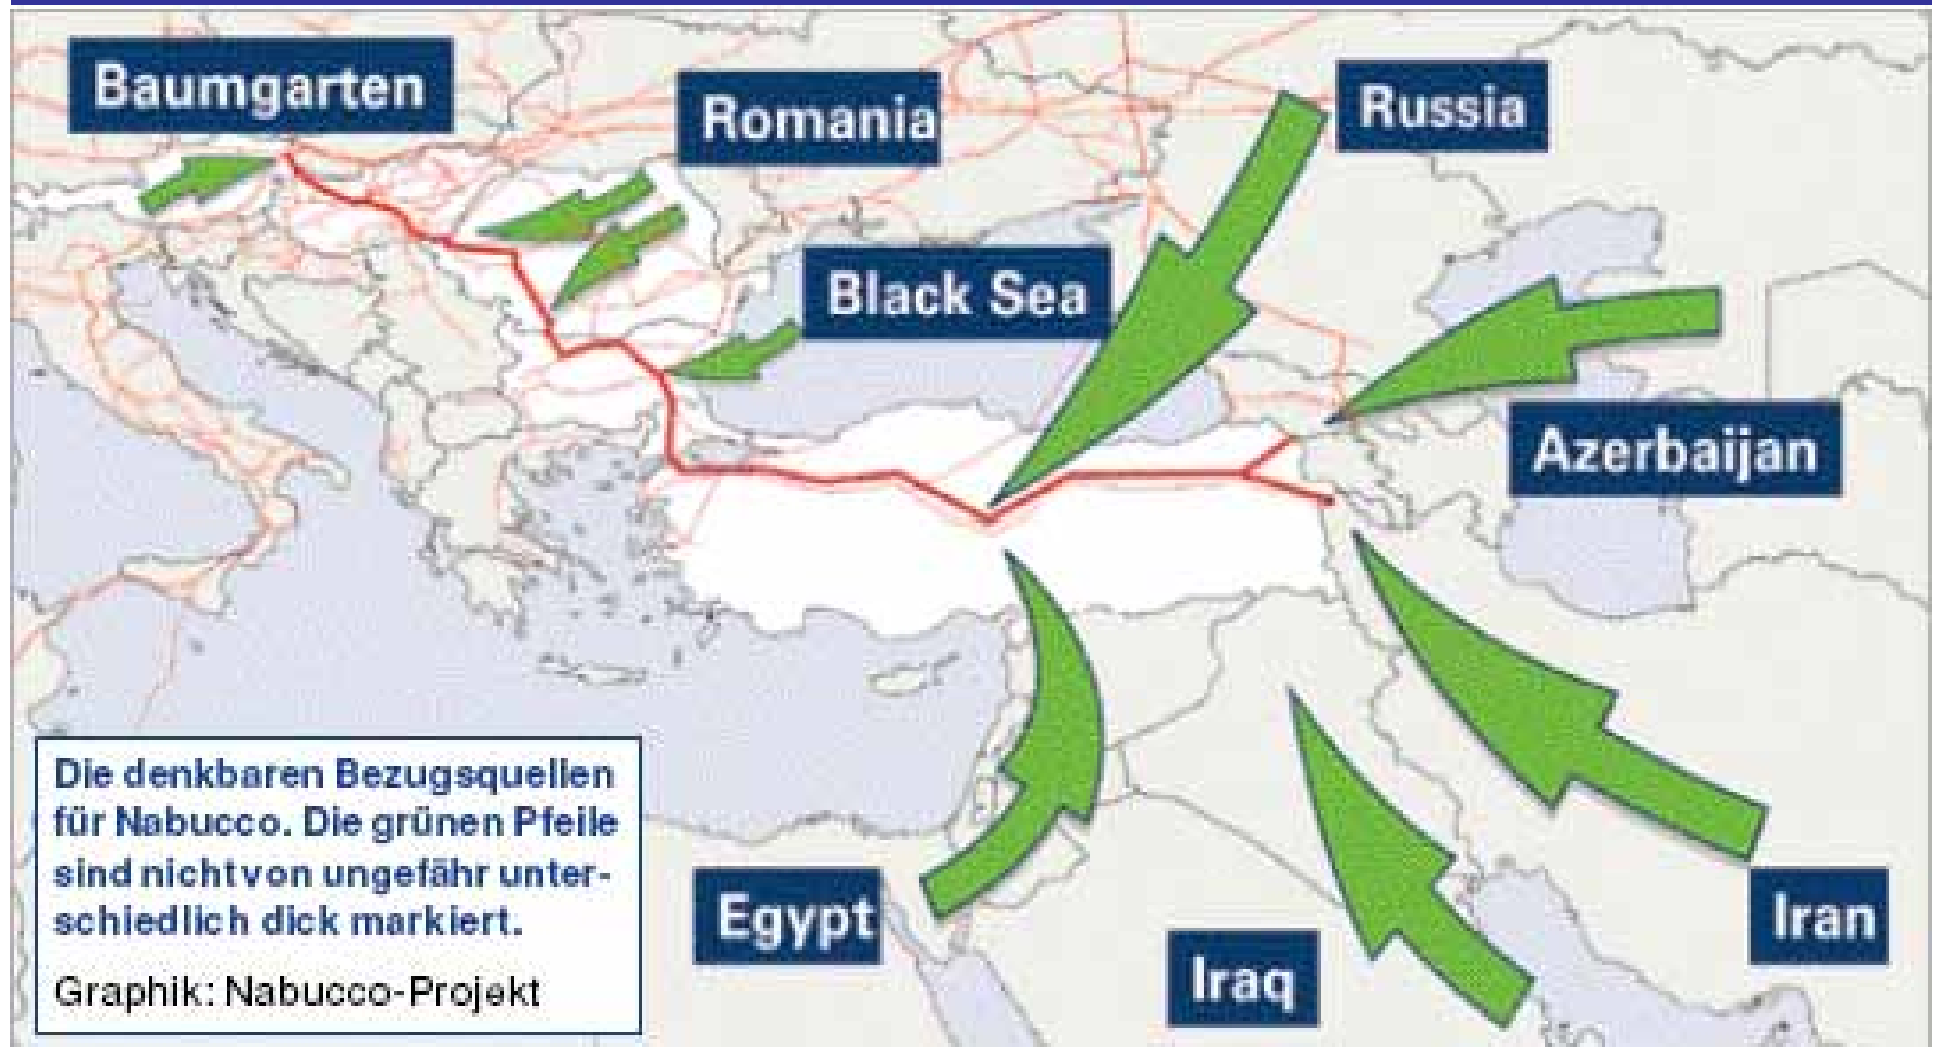 Baumgarten
Romania
Russia
Black Sea
Azerbaijan
Die denkbaren Bezugsquellen
für Nabucco. Die grünen Pfeile
sind nicht von ungefähr unter-
schiedlich dick markiert.
Graphik: Nabucco-Projekt
Egypt
Iraq
Iran